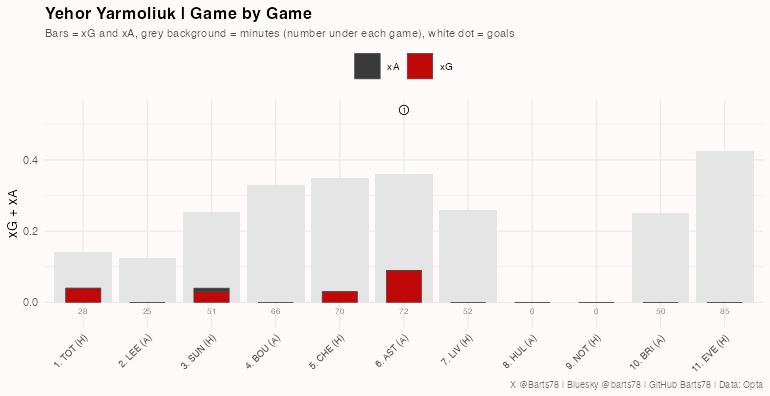 Yehor Yarmoliuk | Game by Game
Bars = xG and xA, grey background = minutes (number under each game), white dot = goals
xA
xG
1
xG + xA
0.4
0.2
0.0
28
25
51
66
70
72
52
0
0
50
85
1. TOT (H)
2. LEE (A)
3. SUN (H)
4. BOU (A)
5. CHE (H)
6. AST (A)
7. LIV (H)
8. HUL (A)
9. NOT (H)
10. BRI (A)
11. EVE (H)
X @Barts78 | Bluesky @barts78 | GitHub Barts78 | Data: Opta